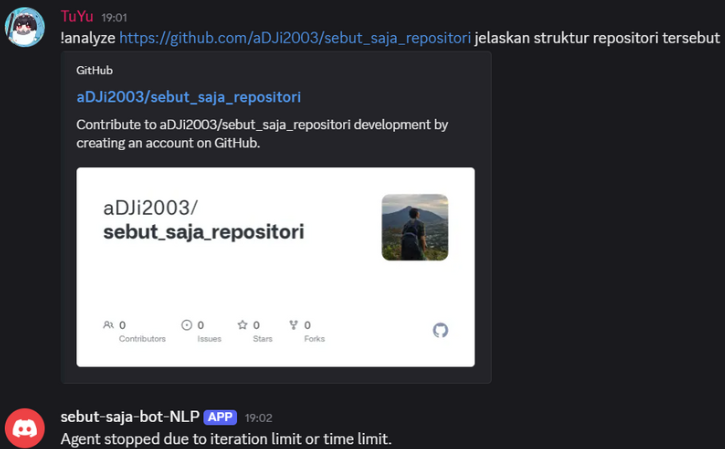 TuYu 19:01
!analyze https://github.com/aDJi2003/sebut_saja_repositori jelaskan struktur repositori tersebut
GitHub
aDJi2003/sebut_saja_repositori
Contribute to aDJi2003/sebut_saja_repositori development by
creating an account on GitHub.
aDJi2003/
sebut_saja_repositori
0 0 0 0
Contributors Issues Stars Forks
sebut-saja-bot-NLP APP 19:02
Agent stopped due to iteration limit or time limit.